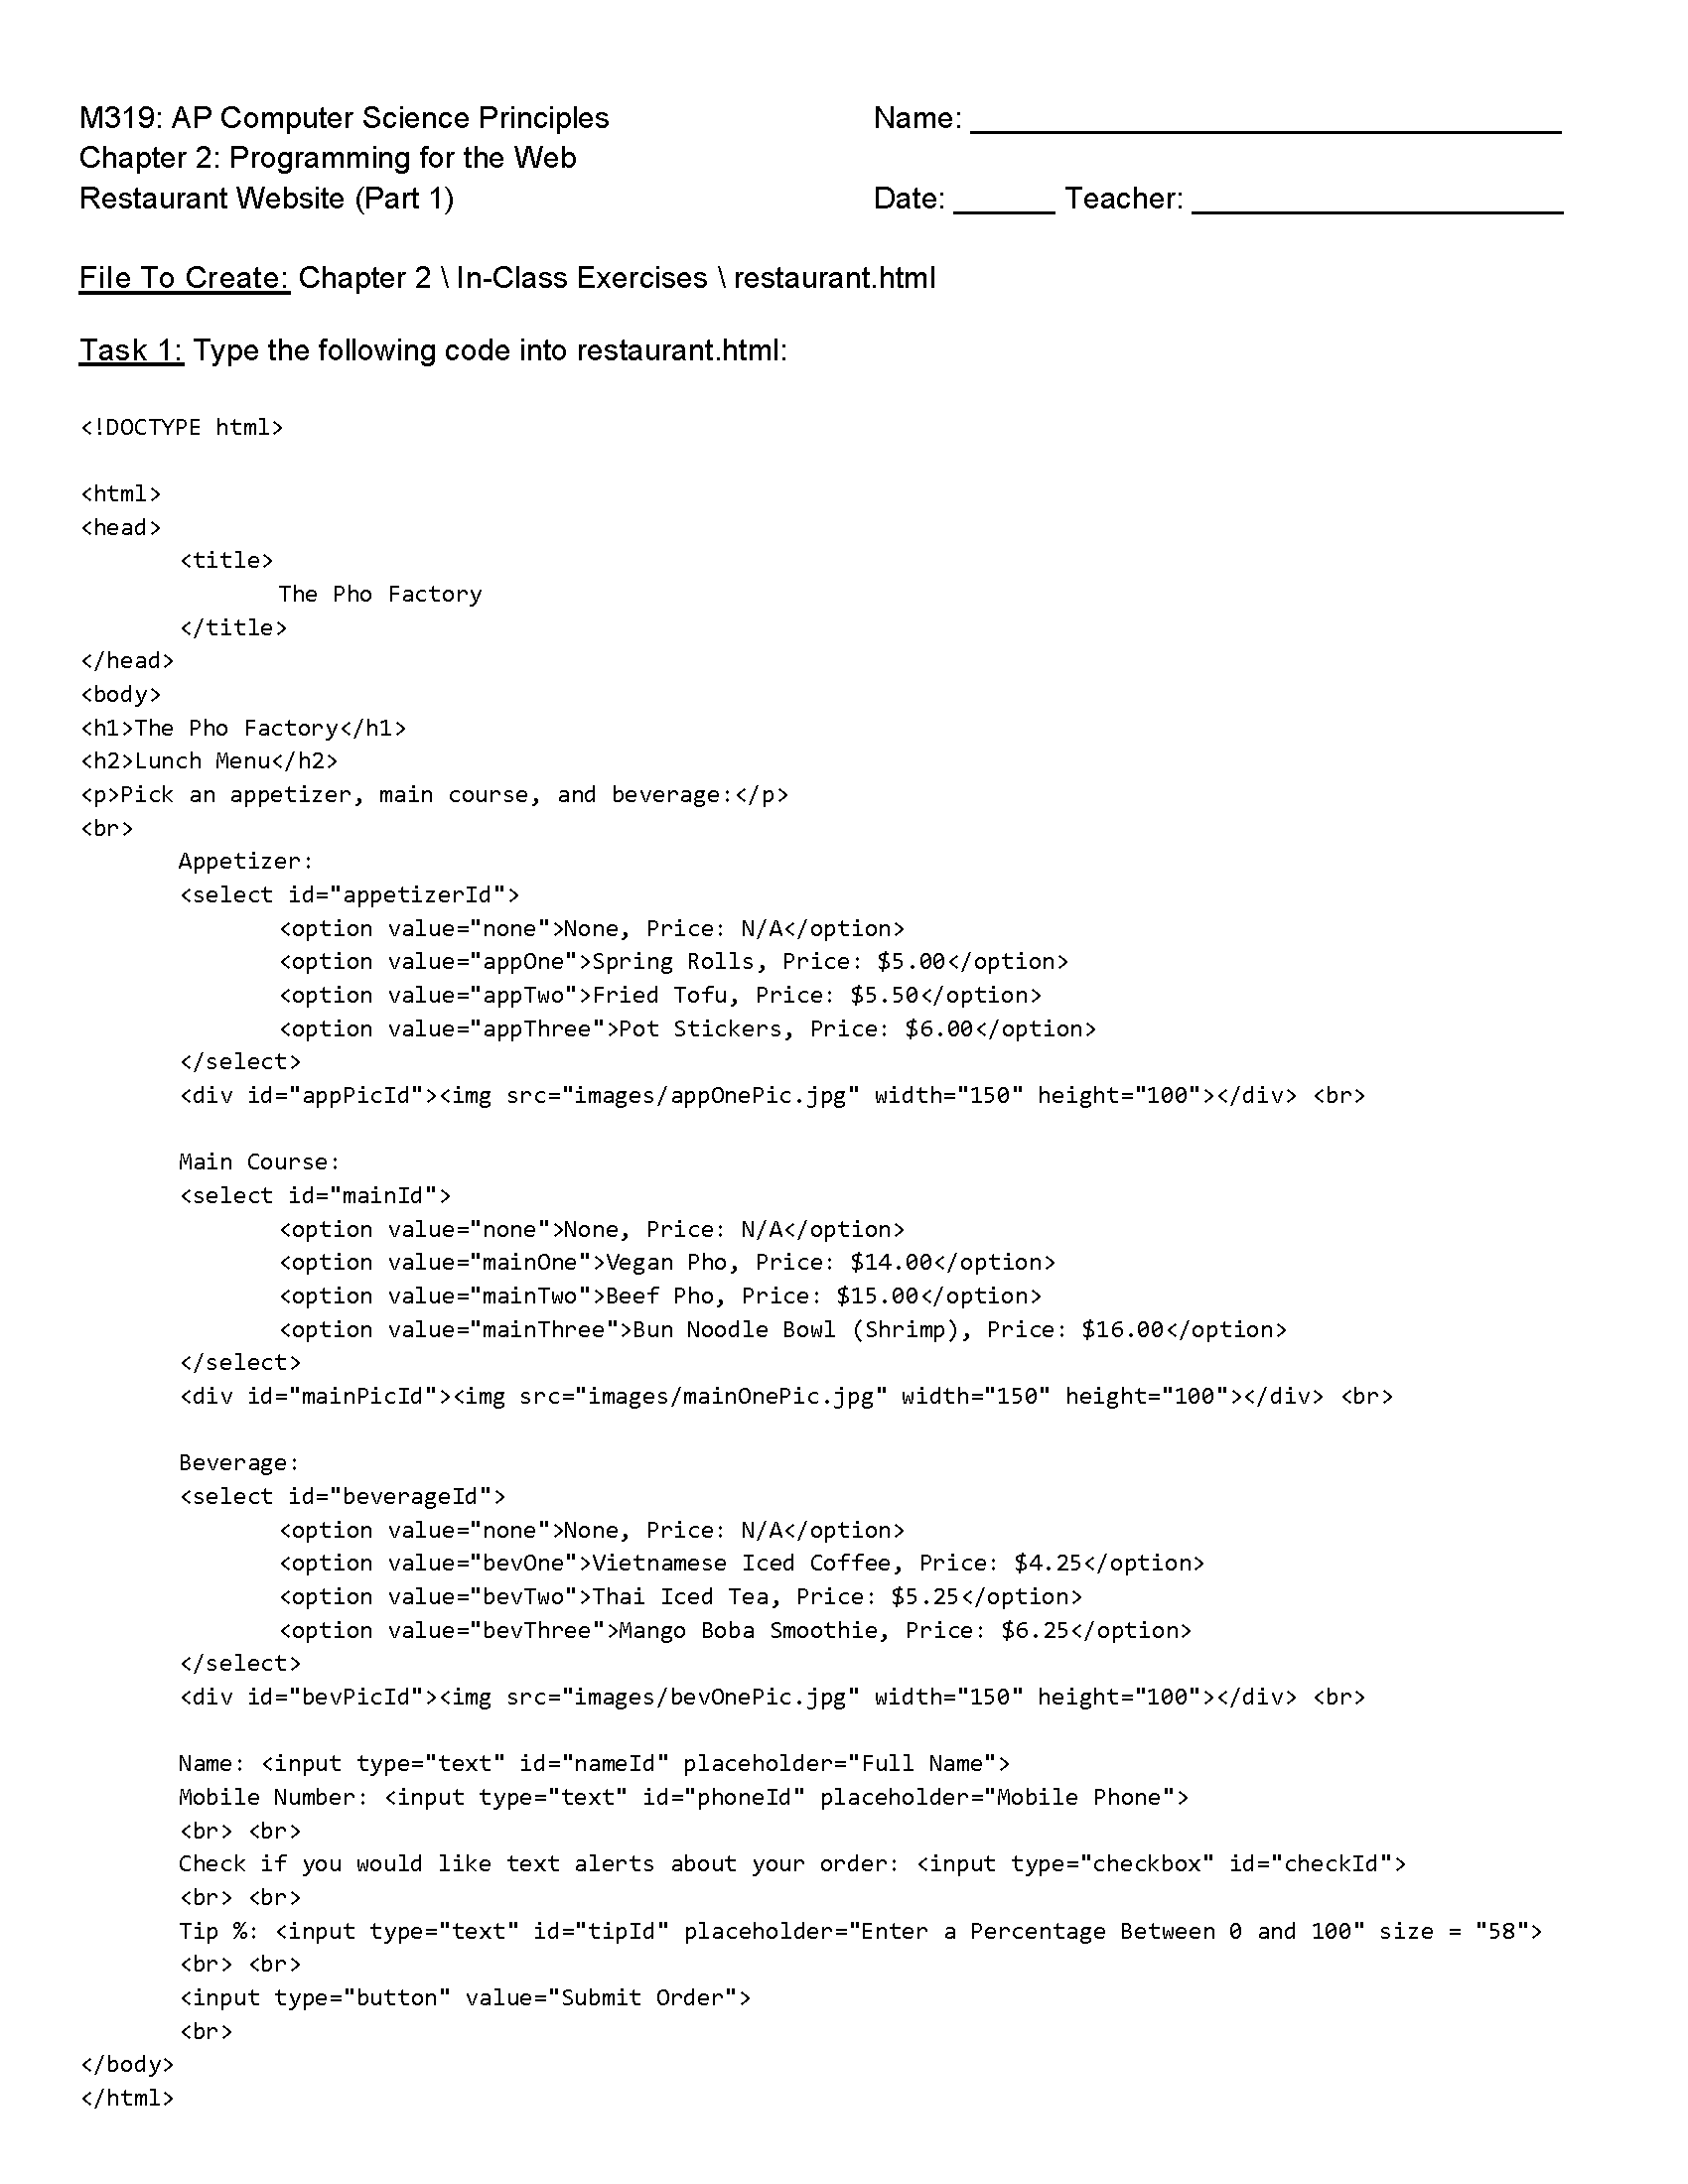 M319: AP Computer Science Principles
Name:
Chapter 2: Programming for the Web
Restaurant Website (Part 1)
Date: Teacher:
File To Create: Chapter 2 \ In-Class Exercises \ restaurant.html
Task 1: Type the following code into restaurant.html:
<!DOCTYPE html>
<html>
<head>
<title>
The Pho Factory
</title>
</head>
<body>
<h1>The Pho Factory</h1>
<h2>Lunch Menu</h2>
<p>Pick an appetizer, main course, and beverage:</p>
<br>
Appetizer:
<select id="appetizerId">
<option value="none">None, Price: N/A</option>
<option value="appOne">Spring Rolls, Price: $5.00</option>
<option value="appTwo">Fried Tofu, Price: $5.50</option>
<option value="appThree">Pot Stickers, Price: $6.00</option>
</select>
<div id="appPicId"><img src="images/appOnePic.jpg" width="150" height="100"></div> <br>
Main Course:
<select id="mainId">
<option value="none">None, Price: N/A</option>
<option value="mainOne">Vegan Pho, Price: $14.00</option>
<option value="mainTwo">Beef Pho, Price: $15.00</option>
<option value="mainThree">Bun Noodle Bowl (Shrimp), Price: $16.00</option>
</select>
<div id="mainPicId"><img src="images/mainOnePic.jpg" width="150" height="100"></div> <br>
Beverage:
<select id="beverageId">
<option value="none">None, Price: N/A</option>
<option value="bevOne">Vietnamese Iced Coffee, Price: $4.25</option>
<option value="bevTwo">Thai Iced Tea, Price: $5.25</option>
<option value="bevThree">Mango Boba Smoothie, Price: $6.25</option>
</select>
<div id="bevPicId"><img src="images/bevOnePic.jpg" width="150" height="100"></div> <br>
Name: <input type="text" id="nameId" placeholder="Full Name">
Mobile Number: <input type="text" id="phoneId" placeholder="Mobile Phone">
<br> <br>
Check if you would like text alerts about your order: <input type="checkbox" id="checkId">
<br> <br>
Tip %: <input type="text" id="tipId" placeholder="Enter a Percentage Between 0 and 100" size = "58">
<br> <br>
<input type="button" value="Submit Order">
<br>
</body>
</html>